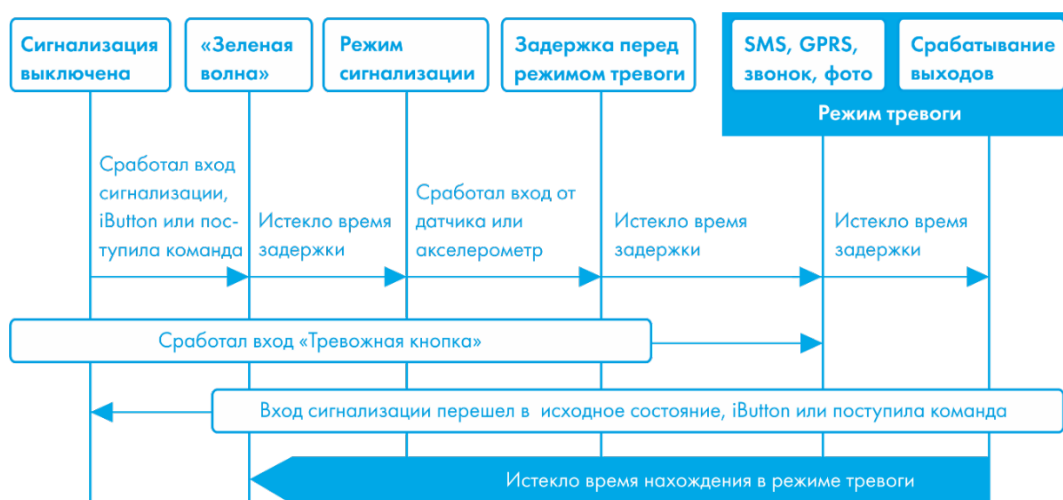 Сигнализация
выключена
«Зеленая
волна»
Режим
сигнализации
Задержка перед
режимом тревоги
SMS, GPRS,
звонок, фото
Срабатывание
выходов
Режим тревоги
Сработал вход
сигнализации,
iButton или пос-
тупила команда
Истекло время
задержки
Сработал вход от
датчика или
акселерометр
Истекло время
задержки
Истекло время
задержки
Сработал вход «Тревожная кнопка»
Вход сигнализации перешел в исходное состояние, iButton или поступила команда
Истекло время нахождения в режиме тревоги